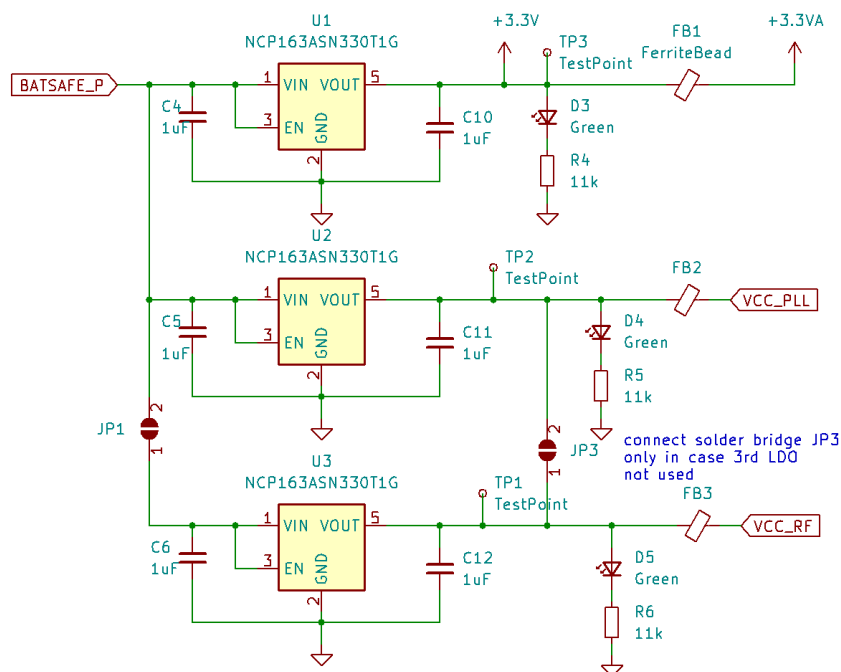 U1
NCP163ASN330T1G
+3.3V
TP3
TestPoint
FB1
FerriteBead
+3.3VA
BATSAFE_P
1
VIN
VOUT
5
C4
1uF
3
EN
GND
2
C10
1uF
D3
Green
R4
11k
U2
NCP163ASN330T1G
TP2
TestPoint
FB2
1
VIN
VOUT
5
VCC_PLL
C5
1uF
3
EN
GND
2
C11
1uF
D4
Green
R5
11k
JP1
2
1
2
JP3
1
connect solder bridge JP3
only in case 3rd LDO
not used
U3
NCP163ASN330T1G
TP1
TestPoint
FB3
1
VIN
VOUT
5
VCC_RF
C6
1uF
3
EN
GND
2
C12
1uF
D5
Green
R6
11k